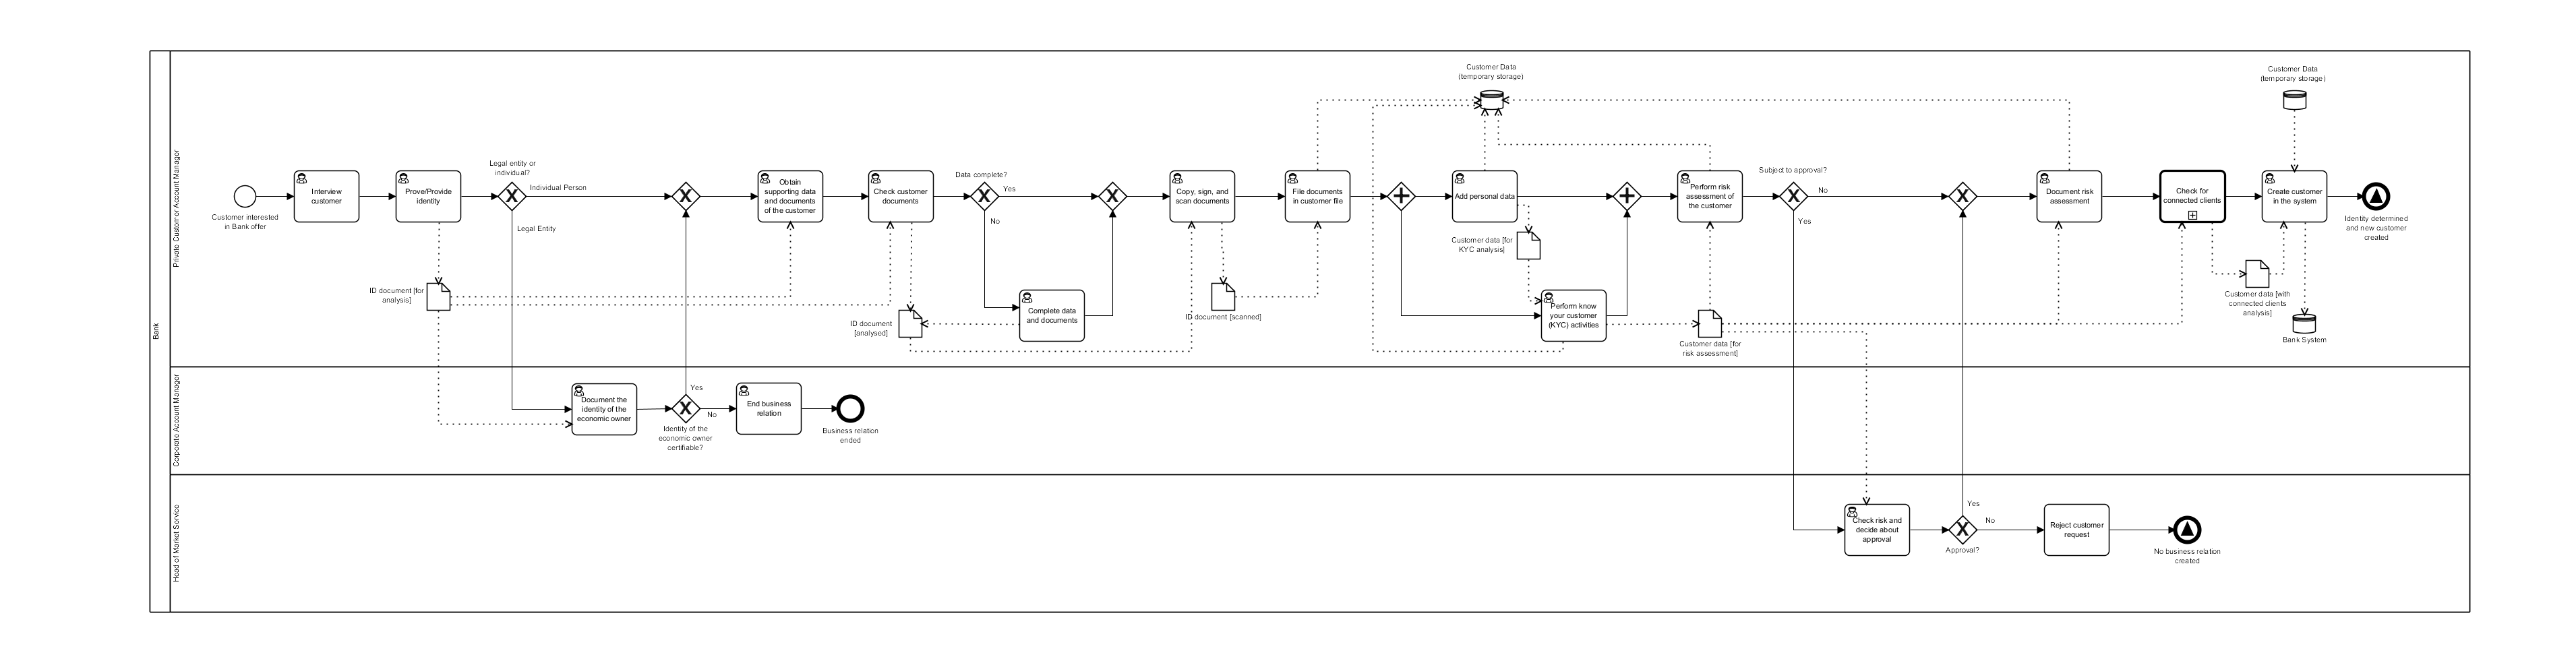 Customer Data
(temporary storage)
Customer Data
(temporary storage)
Bank
Private Custom or Account Manager
Customer interested
in Bank offer
Interview
customer
Prove/Provide
identity
Legal entity or
individual?
Individual Person
Legal Entity
Obtain
supporting data
and documents
of the customer
Check customer
documents
Data complete?
Yes
No
Copy, sign, and
scan documents
File documents
in customer file
Add personal data
Perform risk
assessment of
the customer
Subject to approval?
No
Yes
Document risk
assessment
Check for
connected clients
Create customer
in the system
Identity determined
and new customer
created
Customer data [for
KYC analysis]
ID document [for
analysis]
ID document
[analysed]
Complete data
and documents
ID document [scanned]
Perform know
your customer
(KYC) activities
Customer data [for
risk assessment]
Customer data [with
connected clients
analysis]
Bank System
Corporate Account Manager
Document the
identity of the
economic owner
Yes
No
Identity of the
economic owner
certifiable?
End business
relation
Business relation
ended
Head of Market Service
Check risk and
decide about
approval
Yes
No
Approval?
Reject customer
request
No business relation
created